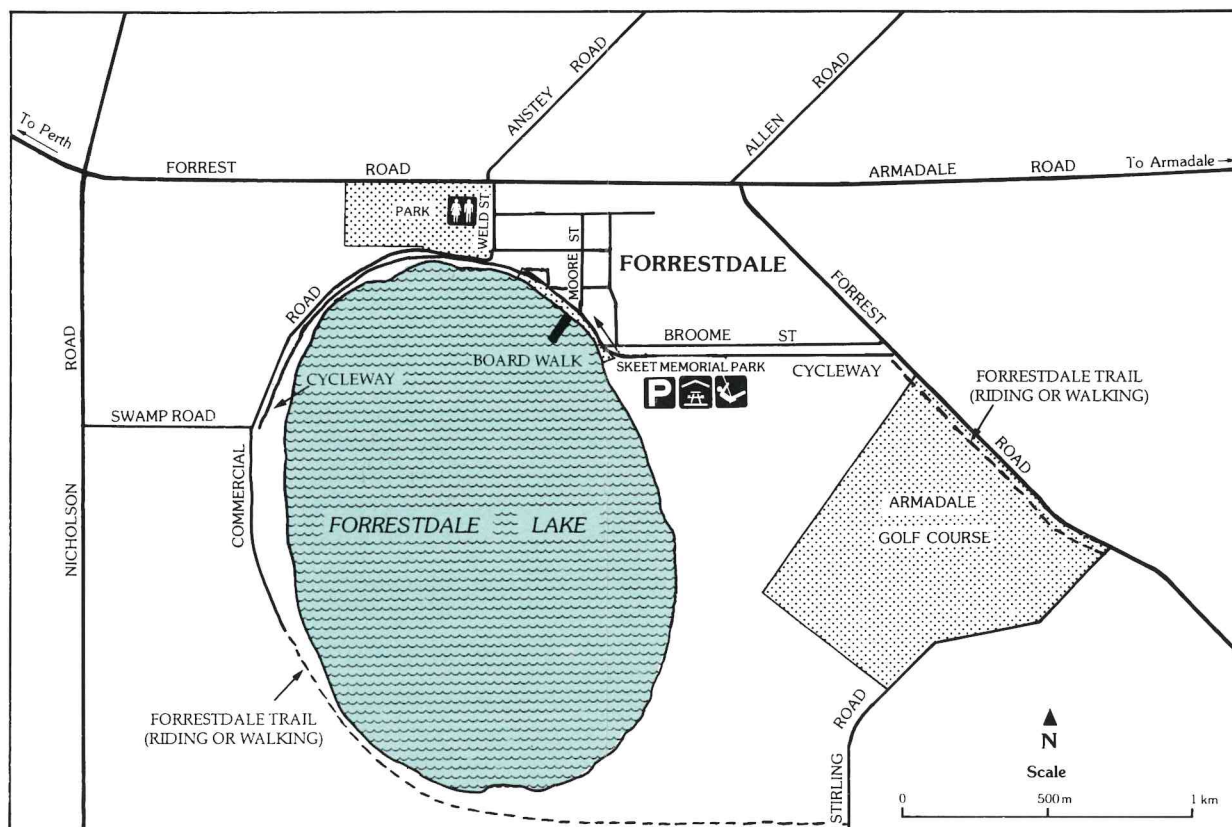 To Perth
FORREST ROAD
ANSTEY ROAD
ALLEN ROAD
ARMADALE ROAD
To Armadale
PARK
WELD ST.
MOORE ST
FORRESTDALE
FORREST ROAD
ROAD
BROOME ST
BOARD WALK
SKEET MEMORIAL PARK
P
CYCLEWAY
CYCLEWAY
FORRESTDALE TRAIL
(RIDING OR WALKING)
SWAMP ROAD
COMMERCIAL
NICHOLSON ROAD
FORRESTDALE LAKE
ARMADALE
GOLF COURSE
FORRESTDALE TRAIL
(RIDING OR WALKING)
STIRLING ROAD
N
Scale
0 500 m 1 km